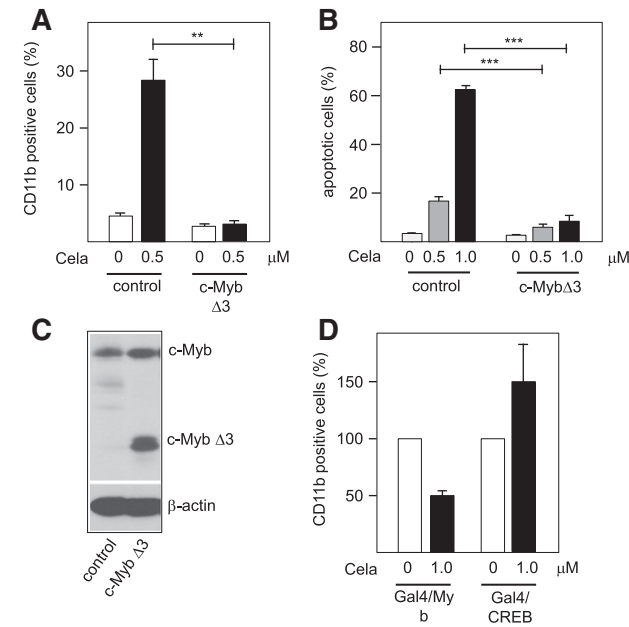 A
CD11b positive cells (%)
30
20
10
**
Cela 0 0.5 0 0.5 μM
control c-Myb
Δ3
B
apoptotic cells (%)
80
60
40
20
***
***
Cela 0 0.5 1.0 0 0.5 1.0 μM
control c-MybΔ3
C
c-Myb
c-Myb Δ3
β-actin
control
c-Myb Δ3
D
CD11b positive cells (%)
150
100
50
Cela 0 1.0 0 1.0 μM
Gal4/My Gal4/
b CREB